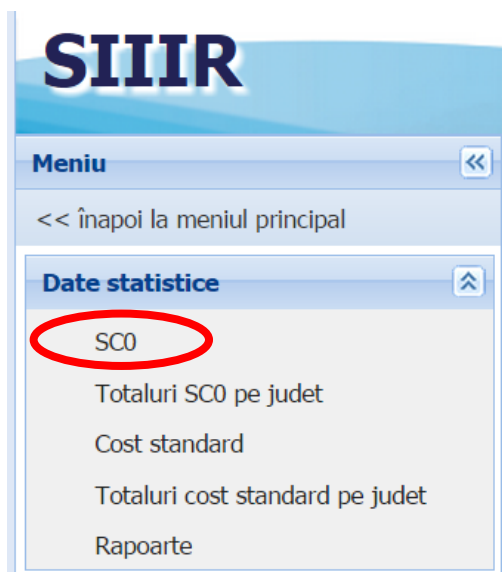 SIIIR
Meniu
<< înapoi la meniul principal
Date statistice
SC0
Totaluri SC0 pe judet
Cost standard
Totaluri cost standard pe judet
Rapoarte